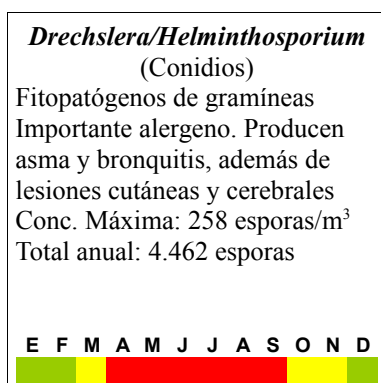 Drechslera/Helminthosporium
(Conidios)
Fitopatógenos de gramíneas
Importante alergeno. Producen
asma y bronquitis, además de
lesiones cutáneas y cerebrales
Conc. Máxima: 258 esporas/m³
Total anual: 4.462 esporas
E F M A M J J A S O N D